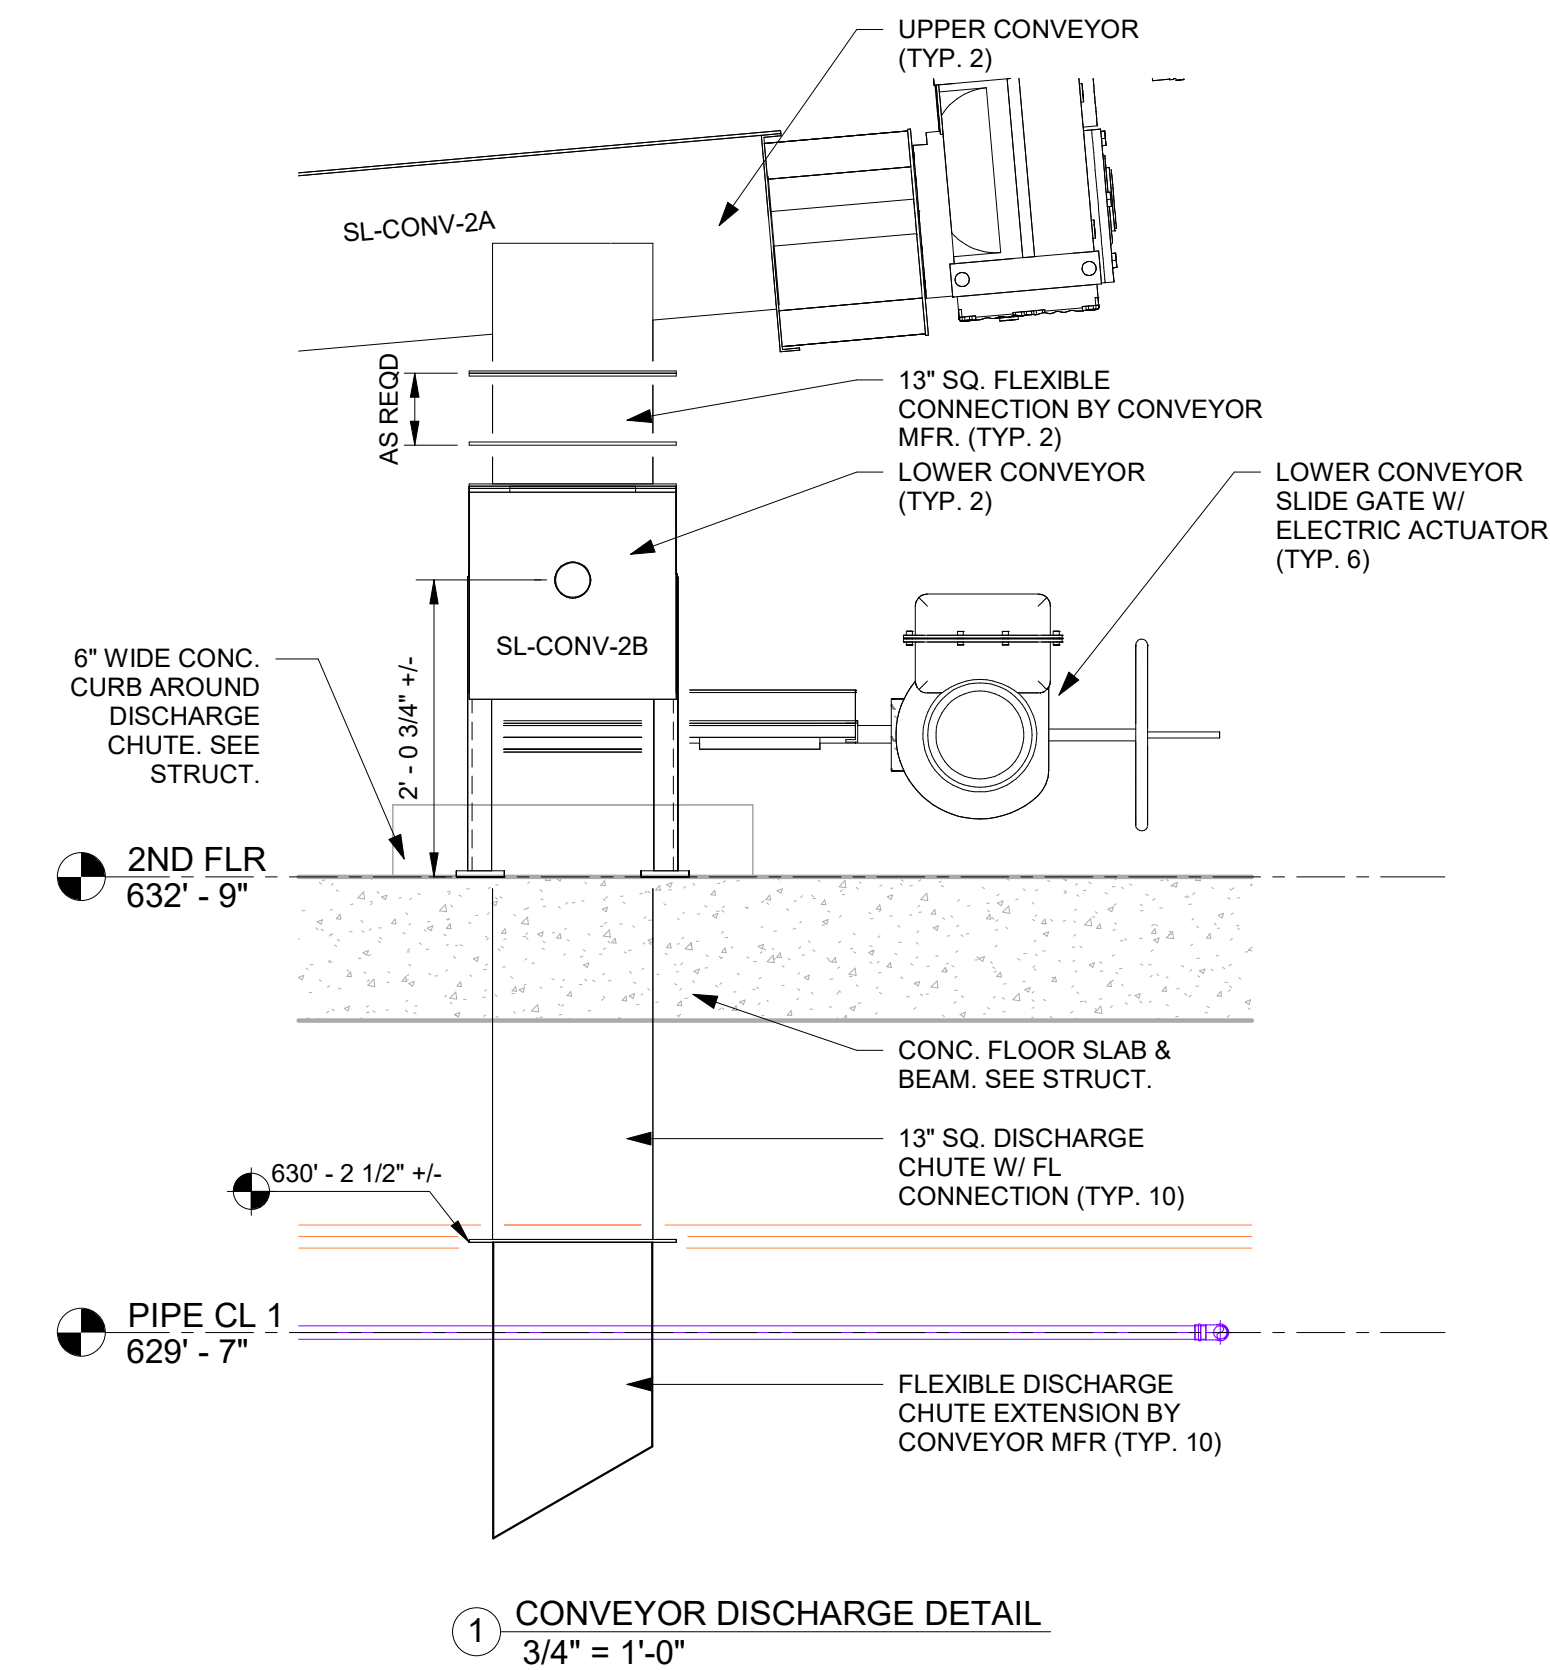 UPPER CONVEYOR
(TYP. 2)
SL-CONV-2A
AS REQD
13" SQ. FLEXIBLE
CONNECTION BY CONVEYOR
MFR. (TYP. 2)
LOWER CONVEYOR
(TYP. 2)
LOWER CONVEYOR
SLIDE GATE W/
ELECTRIC ACTUATOR
(TYP. 6)
SL-CONV-2B
2' - 0 3/4" +/-
6" WIDE CONC.
CURB AROUND
DISCHARGE
CHUTE. SEE
STRUCT.
2ND FLR
632' - 9"
CONC. FLOOR SLAB &
BEAM. SEE STRUCT.
13" SQ. DISCHARGE
CHUTE W/ FL
CONNECTION (TYP. 10)
630' - 2 1/2" +/-
PIPE CL 1
629' - 7"
FLEXIBLE DISCHARGE
CHUTE EXTENSION BY
CONVEYOR MFR (TYP. 10)
1
CONVEYOR DISCHARGE DETAIL
3/4" = 1'-0"